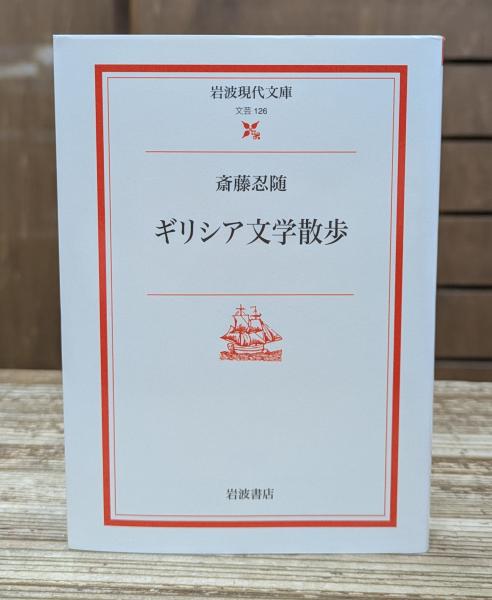 岩波現代文庫
文芸 126
斎藤忍随
ギリシア文学散歩
岩波書店